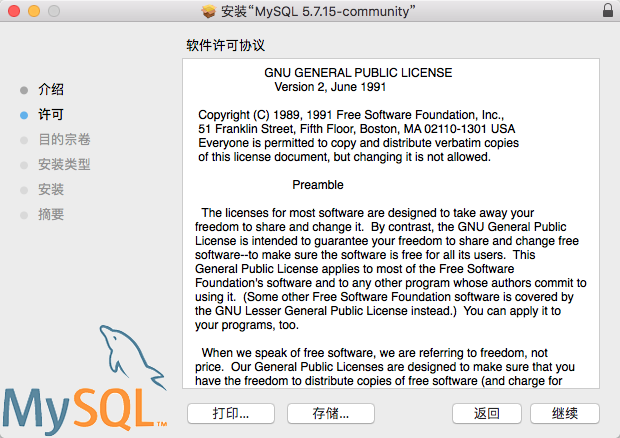 安装“MySQL 5.7.15-community”
软件许可协议
介绍
许可
目的宗卷
安装类型
安装
摘要
GNU GENERAL PUBLIC LICENSE
Version 2, June 1991
Copyright (C) 1989, 1991 Free Software Foundation, Inc.,
51 Franklin Street, Fifth Floor, Boston, MA 02110-1301 USA
Everyone is permitted to copy and distribute verbatim copies
of this license document, but changing it is not allowed.
Preamble
The licenses for most software are designed to take away your
freedom to share and change it.  By contrast, the GNU General Public
License is intended to guarantee your freedom to share and change free
software--to make sure the software is free for all its users.  This
General Public License applies to most of the Free Software
Foundation's software and to any other program whose authors commit to
using it.  (Some other Free Software Foundation software is covered by
the GNU Lesser General Public License instead.)  You can apply it to
your programs, too.
When we speak of free software, we are referring to freedom, not
price.  Our General Public Licenses are designed to make sure that you
have the freedom to distribute copies of free software (and charge for
MySQL™
打印...
存储...
返回
继续